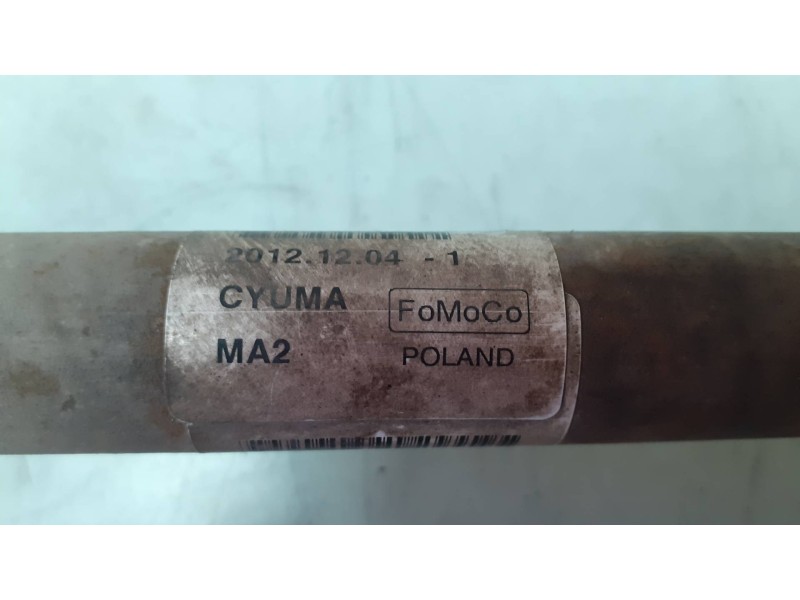 2012.12.04 - 1
CYUMA FoMoCo
MA2 POLAND